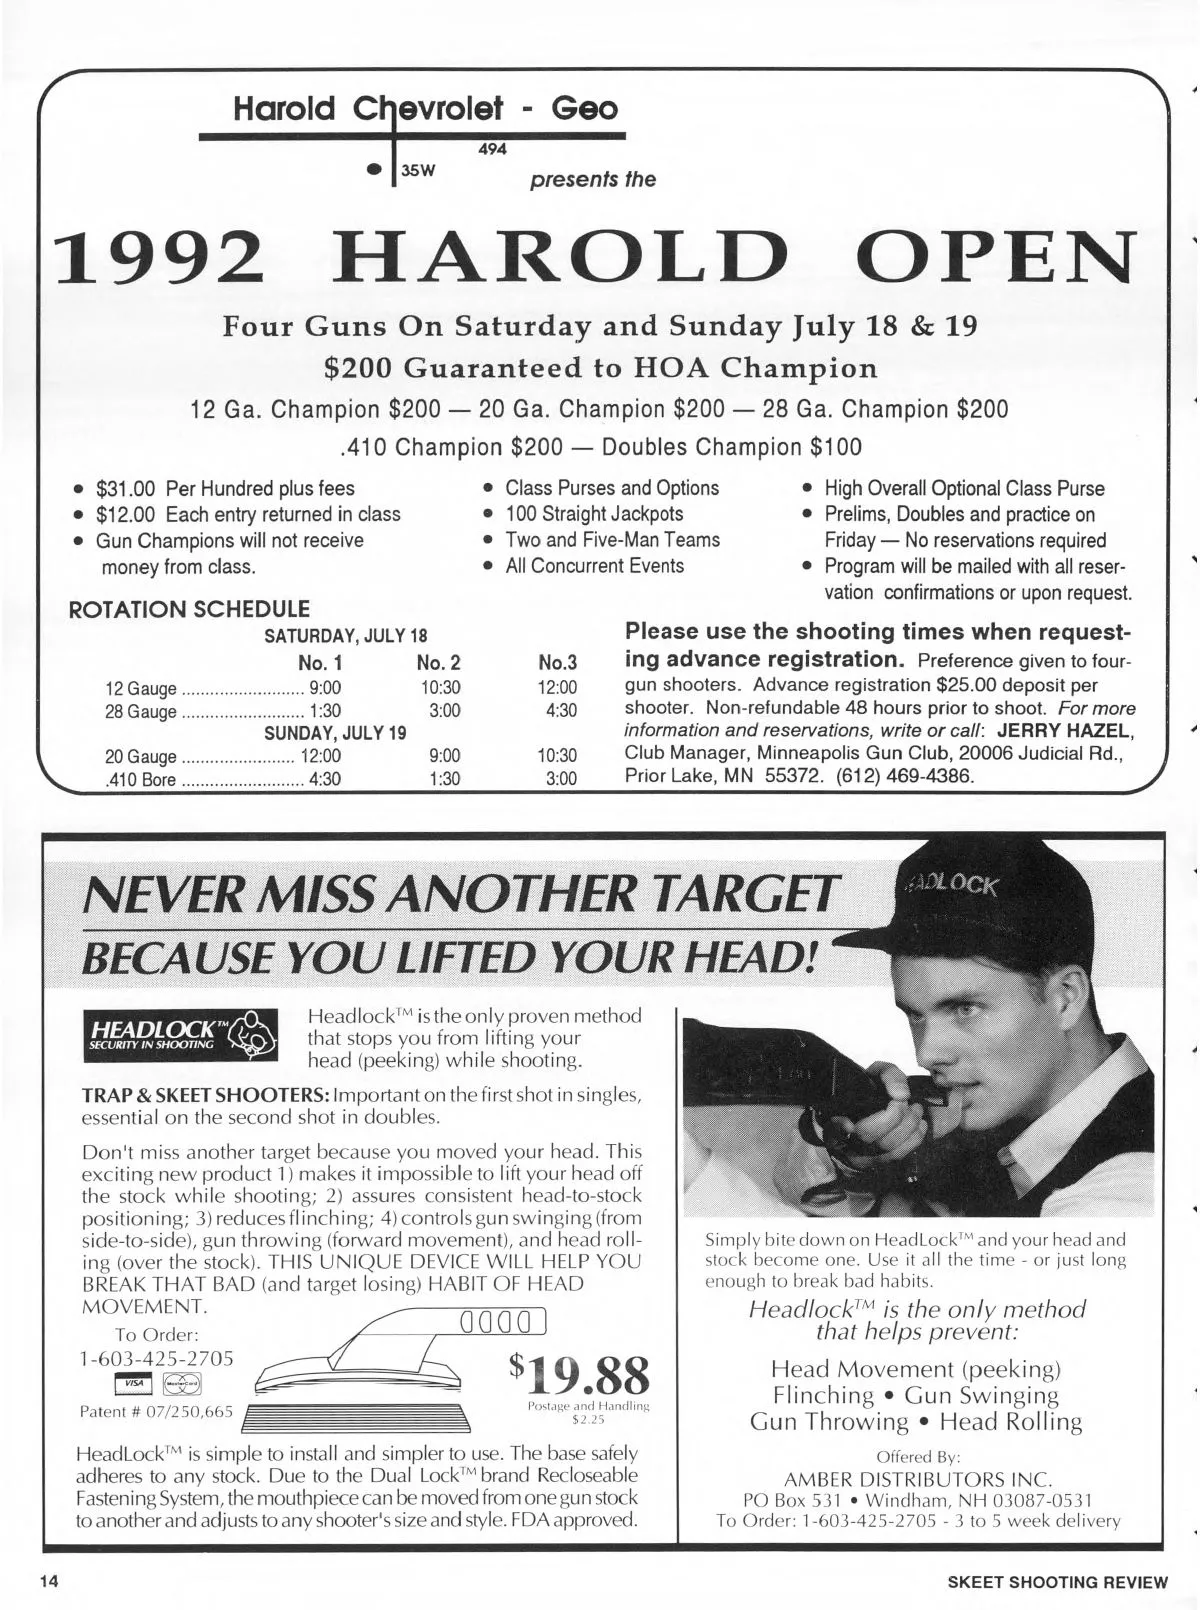 Harold Chevrolet - Geo
494
35W
presents the
1992 HAROLD OPEN
Four Guns On Saturday and Sunday July 18 & 19
$200 Guaranteed to HOA Champion
12 Ga. Champion $200 — 20 Ga. Champion $200 — 28 Ga. Champion $200
.410 Champion $200 — Doubles Champion $100
• $31.00 Per Hundred plus fees
• $12.00 Each entry returned in class
• Gun Champions will not receive
money from class.
• Class Purses and Options
• 100 Straight Jackpots
• Two and Five-Man Teams
• All Concurrent Events
• High Overall Optional Class Purse
• Prelims, Doubles and practice on
Friday — No reservations required
• Program will be mailed with all reser-
vation confirmations or upon request.
ROTATION SCHEDULE
SATURDAY, JULY 18
No. 1 No. 2 No.3
12 Gauge .......................... 9:00 10:30 12:00
28 Gauge .......................... 1:30 3:00 4:30
SUNDAY, JULY 19
20 Gauge ........................ 12:00 9:00 10:30
.410 Bore .......................... 4:30 1:30 3:00
Please use the shooting times when request-
ing advance registration. Preference given to four-
gun shooters. Advance registration $25.00 deposit per
shooter. Non-refundable 48 hours prior to shoot. For more
information and reservations, write or call: JERRY HAZEL,
Club Manager, Minneapolis Gun Club, 20006 Judicial Rd.,
Prior Lake, MN 55372. (612) 469-4386.
NEVER MISS ANOTHER TARGET
BECAUSE YOU LIFTED YOUR HEAD!
HEADLOCK
HEADLOCK™
SECURITY IN SHOOTING
Headlock™ is the only proven method
that stops you from lifting your
head (peeking) while shooting.
TRAP & SKEET SHOOTERS: Important on the first shot in singles,
essential on the second shot in doubles.
Don't miss another target because you moved your head. This
exciting new product 1) makes it impossible to lift your head off
the stock while shooting; 2) assures consistent head-to-stock
positioning; 3) reduces flinching; 4) controls gun swinging (from
side-to-side), gun throwing (forward movement), and head roll-
ing (over the stock). THIS UNIQUE DEVICE WILL HELP YOU
BREAK THAT BAD (and target losing) HABIT OF HEAD
MOVEMENT.
To Order:
1-603-425-2705
VISA MasterCard
Patent # 07/250,665
$19.88
Postage and Handling
$2.25
HeadLock™ is simple to install and simpler to use. The base safely
adheres to any stock. Due to the Dual Lock™ brand Recloseable
Fastening System, the mouthpiece can be moved from one gun stock
to another and adjusts to any shooter's size and style. FDA approved.
Simply bite down on HeadLock™ and your head and
stock become one. Use it all the time - or just long
enough to break bad habits.
Headlock™ is the only method
that helps prevent:
Head Movement (peeking)
Flinching • Gun Swinging
Gun Throwing • Head Rolling
Offered By:
AMBER DISTRIBUTORS INC.
PO Box 531 • Windham, NH 03087-0531
To Order: 1-603-425-2705 - 3 to 5 week delivery
14
SKEET SHOOTING REVIEW